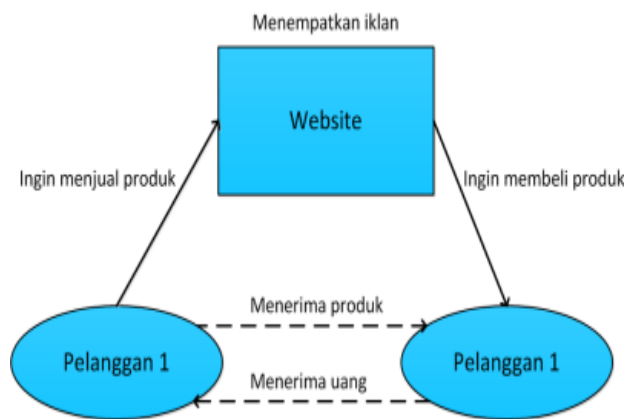 Menempatkan iklan
Website
Ingin menjual produk
Ingin membeli produk
Menerima produk
Pelanggan 1
Pelanggan 1
Menerima uang